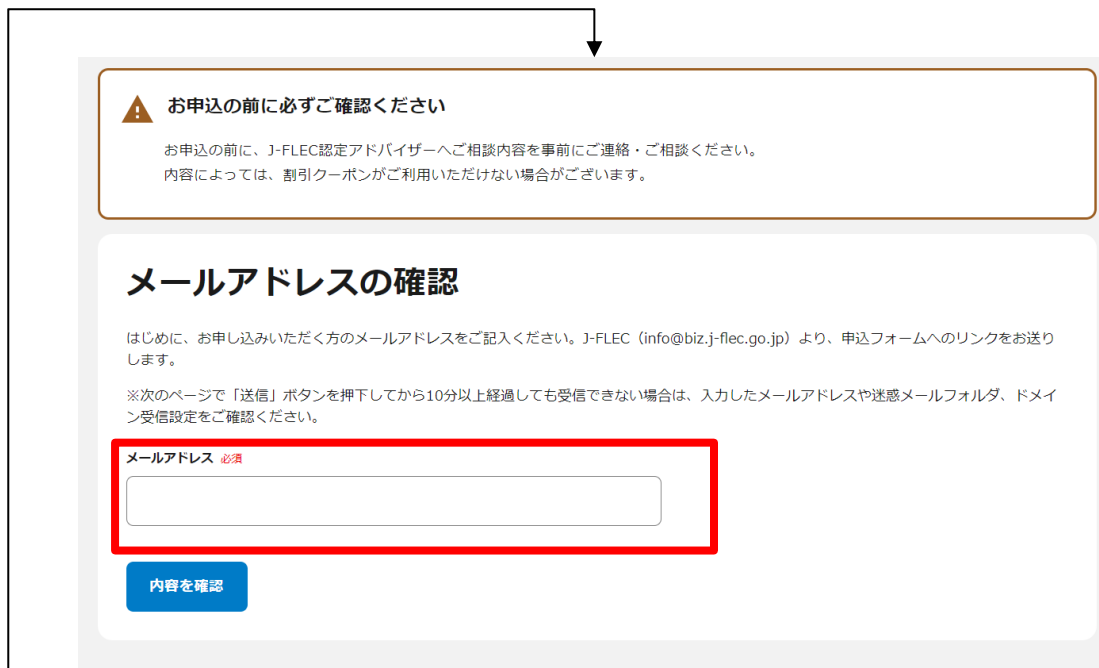 お申込の前に必ずご確認ください
お申込の前に、J-FLEC認定アドバイザーへご相談内容を事前にご連絡・ご相談ください。
内容によっては、割引クーポンがご利用いただけない場合がございます。
メールアドレスの確認
はじめに、お申し込みいただく方のメールアドレスをご記入ください。J-FLEC（info@biz.j-flec.go.jp）より、申込フォームへのリンクをお送り
します。
※次のページで「送信」ボタンを押下してから10分以上経過しても受信できない場合は、入力したメールアドレスや迷惑メールフォルダ、ドメイ
ン受信設定をご確認ください。
メールアドレス 必須
内容を確認